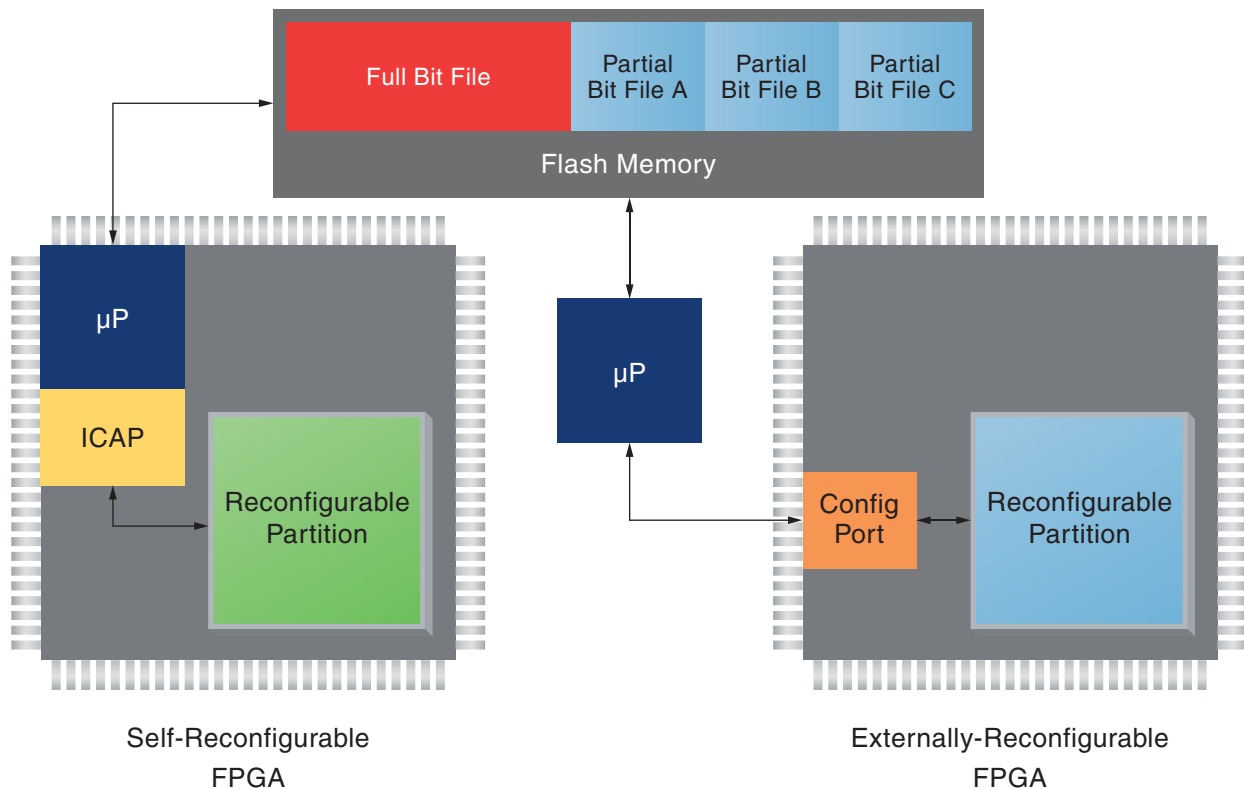 Full Bit File
Partial
Bit File A
Partial
Bit File B
Partial
Bit File C
Flash Memory
µP
ICAP
Reconfigurable
Partition
µP
Config
Port
Reconfigurable
Partition
Self-Reconfigurable
FPGA
Externally-Reconfigurable
FPGA